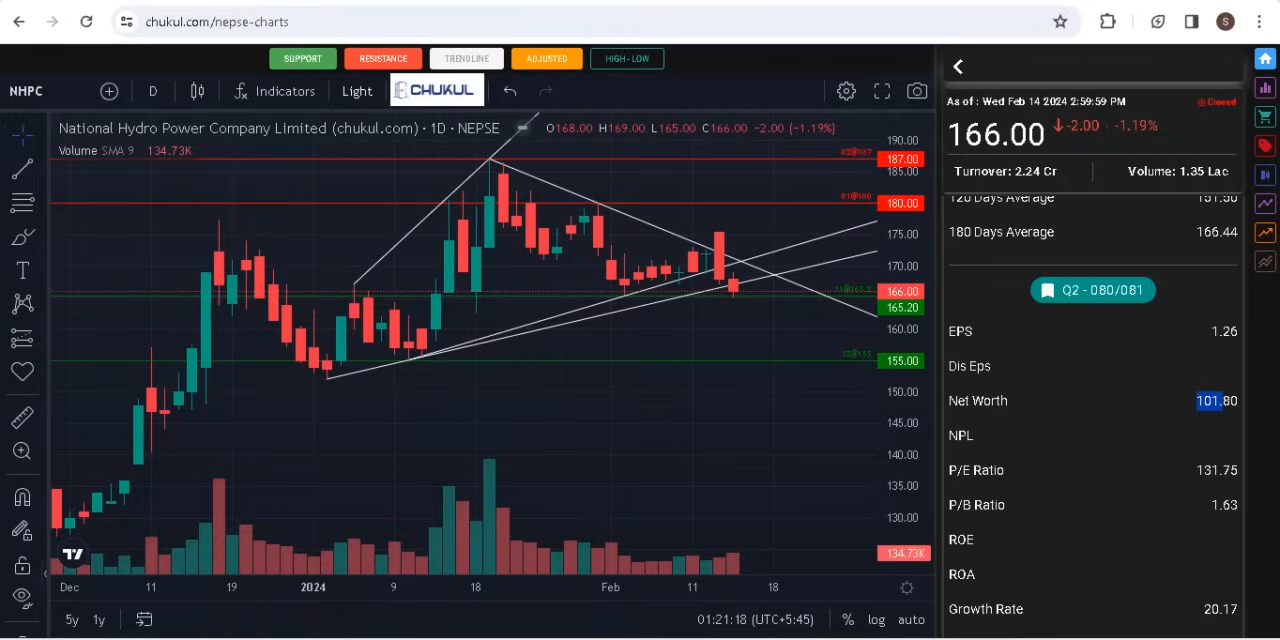 chukul.com/nepse-charts
S
SUPPORT RESISTANCE TRENDLINE ADJUSTED HIGH - LOW
NHPC D Indicators Light CHUKUL
National Hydro Power Company Limited (chukul.com) · 1D · NEPSE O168.00 H169.00 L165.00 C166.00 -2.00 (-1.19%)
Volume SMA 9 134.73K
190.00
R2@187 187.00
185.00
R1@180 180.00
175.00
170.00
166.00
165.20
160.00
S2@155 155.00
150.00
145.00
140.00
135.00
130.00
134.73K
Dec 11 19 2024 9 18 Feb 11 18
5y 1y 01:21:18 (UTC+5:45) % log auto
As of : Wed Feb 14 2024 2:59:59 PM Closed
166.00 -2.00 -1.19%
Turnover: 2.24 Cr Volume: 1.35 Lac
120 Days Average 151.50
180 Days Average 166.44
Q2 - 080/081
EPS 1.26
Dis Eps
Net Worth 101.80
NPL
P/E Ratio 131.75
P/B Ratio 1.63
ROE
ROA
Growth Rate 20.17